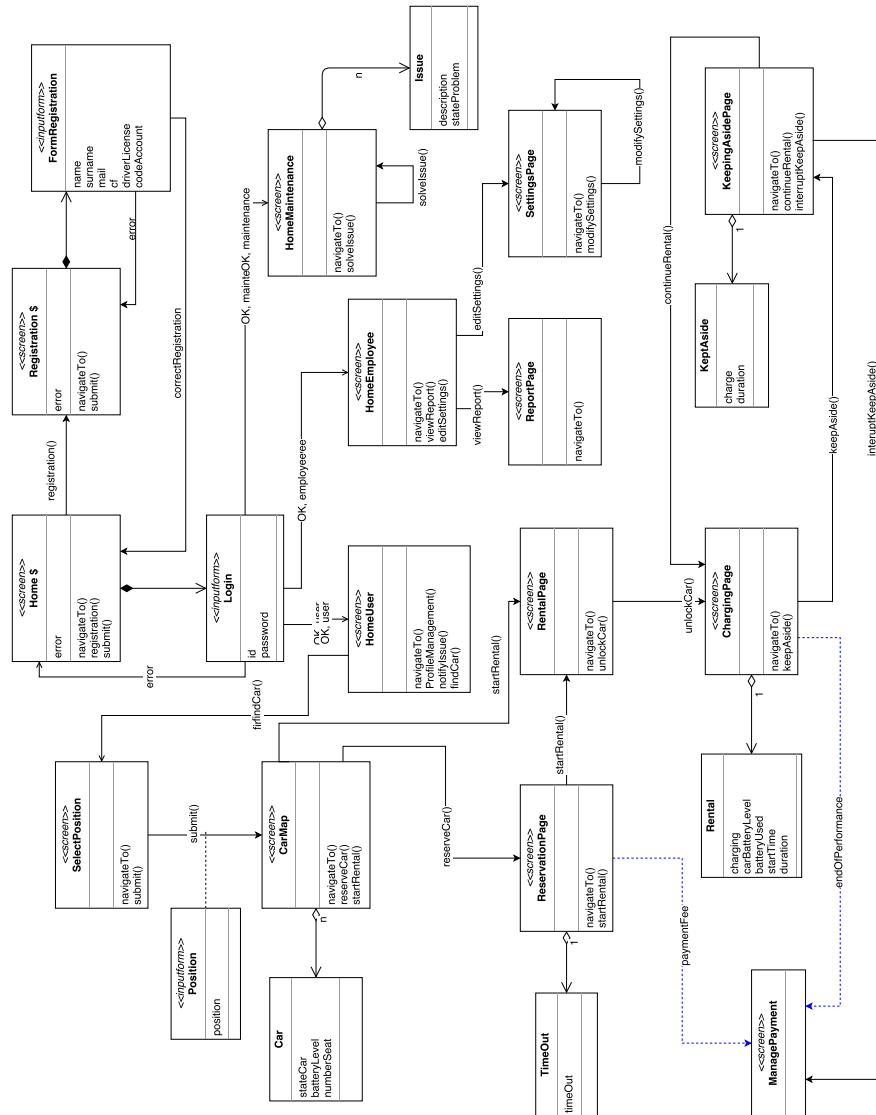 <<inputform>>
FormRegistration
name
surname
mail
cf
driverLicense
codeAccount
error
correctRegistration
<<screen>>
Registration $
error
navigateTo()
submit()
registration()
<<screen>>
Home $
error
navigateTo()
registration()
submit()
error
<<inputform>>
Login
id
password
OK, mainteOK, maintenance
OK, employeeree
OK, user
OK, user
<<screen>>
HomeMaintenance
navigateTo()
solveIssue()
solveIssue()
n
Issue
description
stateProblem
<<screen>>
HomeEmployee
navigateTo()
viewReport()
editSettings()
editSettings()
viewReport()
<<screen>>
SettingsPage
navigateTo()
modifySettings()
modifySettings()
<<screen>>
ReportPage
navigateTo()
<<screen>>
HomeUser
navigateTo()
ProfileManagement()
notifyIssue()
findCar()
firfindCar()
<<screen>>
SelectPosition
navigateTo()
submit()
submit()
<<inputform>>
Position
position
<<screen>>
CarMap
navigateTo()
reserveCar()
startRental()
n
Car
stateCar
batteryLevel
numberSeat
startRental()
reserveCar()
<<screen>>
ReservationPage
navigateTo()
startRental()
startRental()
1
TimeOut
timeOut
<<screen>>
RentalPage
navigateTo()
unlockCar()
unlockCar()
<<screen>>
ChargingPage
navigateTo()
keepAside()
1
Rental
charging
carBatteryLevel
batteryUsed
startTime
duration
keepAside()
continueRental()
<<screen>>
KeepingAsidePage
navigateTo()
continueRental()
interruptKeepAside()
1
KeptAside
charge
duration
interuptKeepAside()
paymentFee
endOfPerformance
<<screen>>
ManagePayment